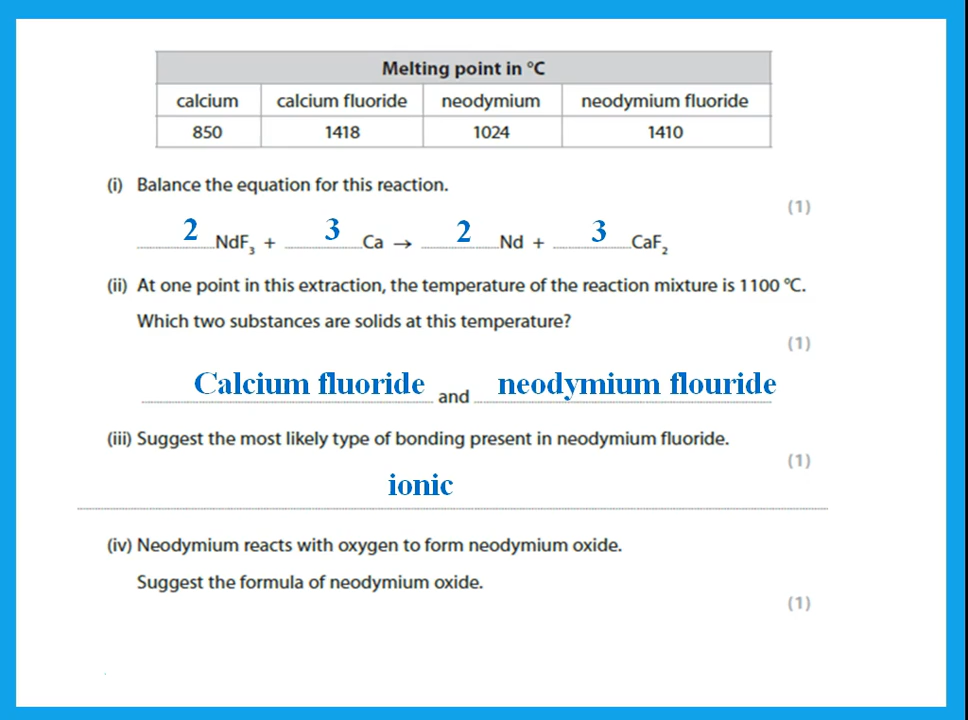 Melting point in °C
calcium calcium fluoride neodymium neodymium fluoride
850 1418 1024 1410
(i) Balance the equation for this reaction.
(1)
2 NdF₃ + 3 Ca → 2 Nd + 3 CaF₂
(ii) At one point in this extraction, the temperature of the reaction mixture is 1100 °C.
Which two substances are solids at this temperature?
(1)
Calcium fluoride and neodymium flouride
(iii) Suggest the most likely type of bonding present in neodymium fluoride.
(1)
ionic
(iv) Neodymium reacts with oxygen to form neodymium oxide.
Suggest the formula of neodymium oxide.
(1)